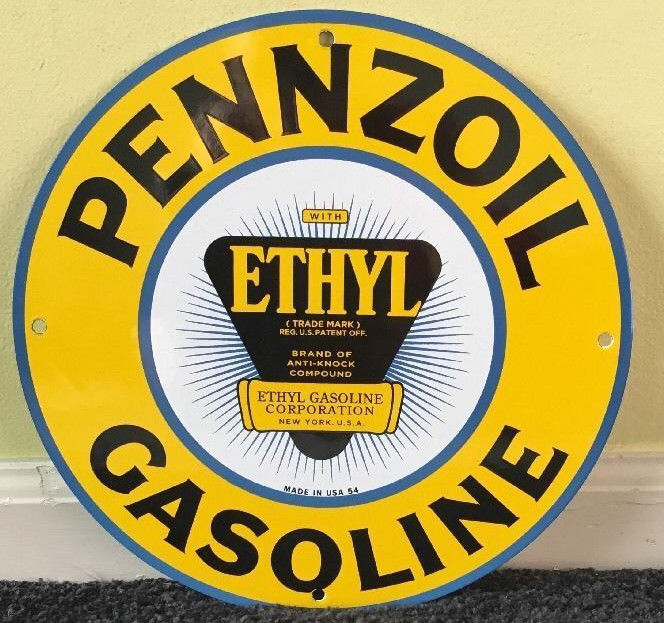 PENNZOIL
WITH
ETHYL
( TRADE MARK )
REG. U.S. PATENT OFF.
BRAND OF
ANTI-KNOCK
COMPOUND
ETHYL GASOLINE
CORPORATION
NEW YORK. U.S.A.
MADE IN USA 54
GASOLINE